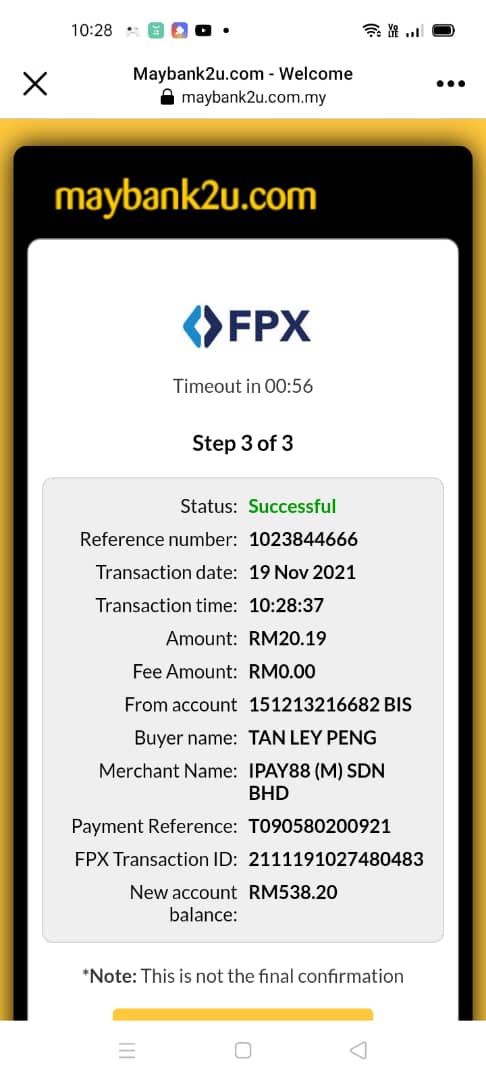 10:28
Vo
LTE
Maybank2u.com - Welcome
maybank2u.com.my
maybank2u.com
FPX
Timeout in 00:56
Step 3 of 3
Status: Successful
Reference number: 1023844666
Transaction date: 19 Nov 2021
Transaction time: 10:28:37
Amount: RM20.19
Fee Amount: RM0.00
From account 151213216682 BIS
Buyer name: TAN LEY PENG
Merchant Name: IPAY88 (M) SDN
BHD
Payment Reference: T090580200921
FPX Transaction ID: 2111191027480483
New account RM538.20
balance:
*Note: This is not the final confirmation